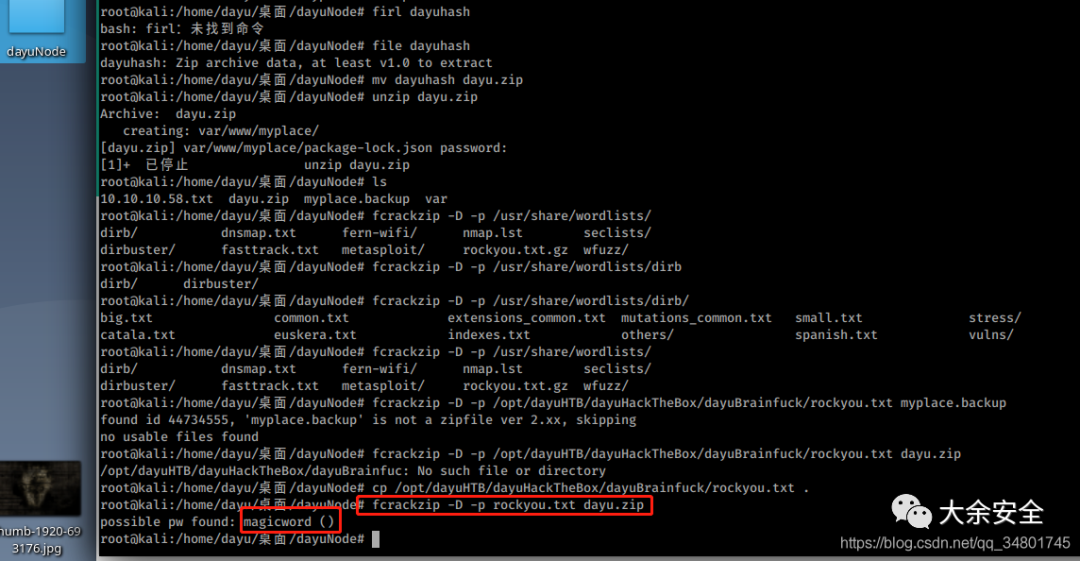 dayuNode
humb-1920-69
3176.jpg
root@kali:/home/dayu/桌面/dayuNode# firl dayuhash
bash: firl：未找到命令
root@kali:/home/dayu/桌面/dayuNode# file dayuhash
dayuhash: Zip archive data, at least v1.0 to extract
root@kali:/home/dayu/桌面/dayuNode# mv dayuhash dayu.zip
root@kali:/home/dayu/桌面/dayuNode# unzip dayu.zip
Archive:  dayu.zip
   creating: var/www/myplace/
[dayu.zip] var/www/myplace/package-lock.json password:
[1]+  已停止               unzip dayu.zip
root@kali:/home/dayu/桌面/dayuNode# ls
10.10.10.58.txt  dayu.zip  myplace.backup  var
root@kali:/home/dayu/桌面/dayuNode# fcrackzip -D -p /usr/share/wordlists/
dirb/          dnsmap.txt     fern-wifi/     nmap.lst       seclists/
dirbuster/     fasttrack.txt  metasploit/    rockyou.txt.gz  wfuzz/
root@kali:/home/dayu/桌面/dayuNode# fcrackzip -D -p /usr/share/wordlists/dirb
dirb/      dirbuster/
root@kali:/home/dayu/桌面/dayuNode# fcrackzip -D -p /usr/share/wordlists/dirb/
big.txt     common.txt     extensions_common.txt  mutations_common.txt  small.txt     stress/
catala.txt  euskera.txt    indexes.txt            others/               spanish.txt   vulns/
root@kali:/home/dayu/桌面/dayuNode# fcrackzip -D -p /usr/share/wordlists/
dirb/          dnsmap.txt     fern-wifi/     nmap.lst       seclists/
dirbuster/     fasttrack.txt  metasploit/    rockyou.txt.gz  wfuzz/
root@kali:/home/dayu/桌面/dayuNode# fcrackzip -D -p /opt/dayuHTB/dayuHackTheBox/dayuBrainfuck/rockyou.txt myplace.backup
found id 44734555, 'myplace.backup' is not a zipfile ver 2.xx, skipping
no usable files found
root@kali:/home/dayu/桌面/dayuNode# fcrackzip -D -p /opt/dayuHTB/dayuHackTheBox/dayuBrainfuck/rockyou.txt dayu.zip
/opt/dayuHTB/dayuHackTheBox/dayuBrainfuc: No such file or directory
root@kali:/home/dayu/桌面/dayuNode# cp /opt/dayuHTB/dayuHackTheBox/dayuBrainfuck/rockyou.txt .
root@kali:/home/dayu/桌面/dayuNode# fcrackzip -D -p rockyou.txt dayu.zip
possible pw found: magicword ()
root@kali:/home/dayu/桌面/dayuNode#
大余安全
https://blog.csdn.net/qq_34801745